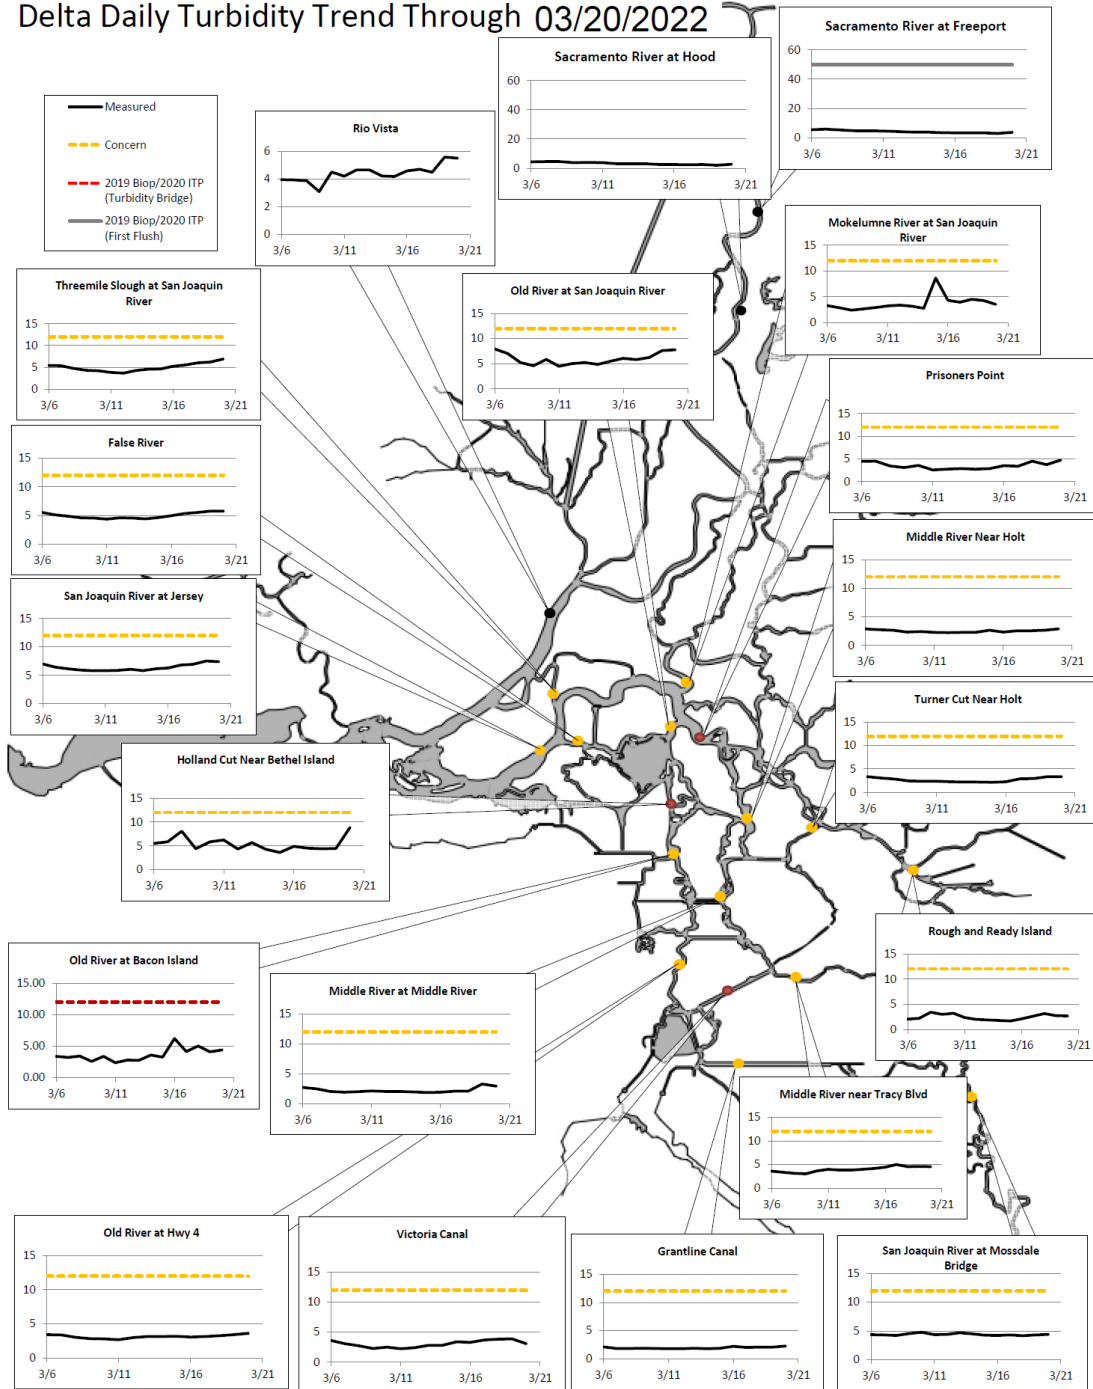 Delta Daily Turbidity Trend Through 03/20/2022
Measured
Concern
2019 Biop/2020 ITP
(Turbidity Bridge)
2019 Biop/2020 ITP
(First Flush)
Rio Vista
6
4
2
0
3/6 3/11 3/16 3/21
Sacramento River at Hood
60
40
20
0
3/6 3/11 3/16 3/21
Sacramento River at Freeport
60
40
20
0
3/6 3/11 3/16 3/21
Mokelumne River at San Joaquin
River
15
10
5
0
3/6 3/11 3/16 3/21
Threemile Slough at San Joaquin
River
15
10
5
0
3/6 3/11 3/16 3/21
Old River at San Joaquin River
15
10
5
0
3/6 3/11 3/16 3/21
Prisoners Point
15
10
5
0
3/6 3/11 3/16 3/21
False River
15
10
5
0
3/6 3/11 3/16 3/21
Middle River Near Holt
15
10
5
0
3/6 3/11 3/16 3/21
San Joaquin River at Jersey
15
10
5
0
3/6 3/11 3/16 3/21
Turner Cut Near Holt
15
10
5
0
3/6 3/11 3/16 3/21
Holland Cut Near Bethel Island
15
10
5
0
3/6 3/11 3/16 3/21
Rough and Ready Island
15
10
5
0
3/6 3/11 3/16 3/21
Old River at Bacon Island
15.00
10.00
5.00
0.00
3/6 3/11 3/16 3/21
Middle River at Middle River
15
10
5
0
3/6 3/11 3/16 3/21
Middle River near Tracy Blvd
15
10
5
0
3/6 3/11 3/16 3/21
Old River at Hwy 4
15
10
5
0
3/6 3/11 3/16 3/21
Victoria Canal
15
10
5
0
3/6 3/11 3/16 3/21
Grantline Canal
15
10
5
0
3/6 3/11 3/16 3/21
San Joaquin River at Mossdale
Bridge
15
10
5
0
3/6 3/11 3/16 3/21